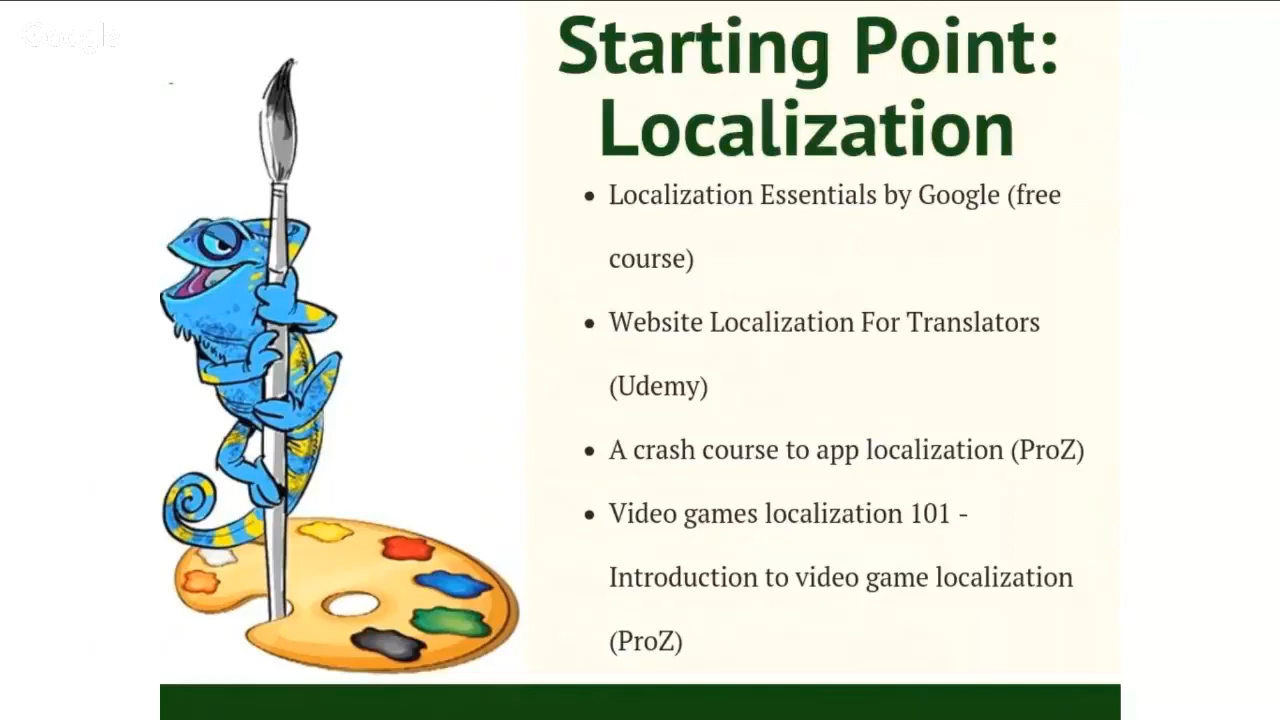 Google
Starting Point:
Localization
• Localization Essentials by Google (free
course)
• Website Localization For Translators
(Udemy)
• A crash course to app localization (ProZ)
• Video games localization 101 -
Introduction to video game localization
(ProZ)